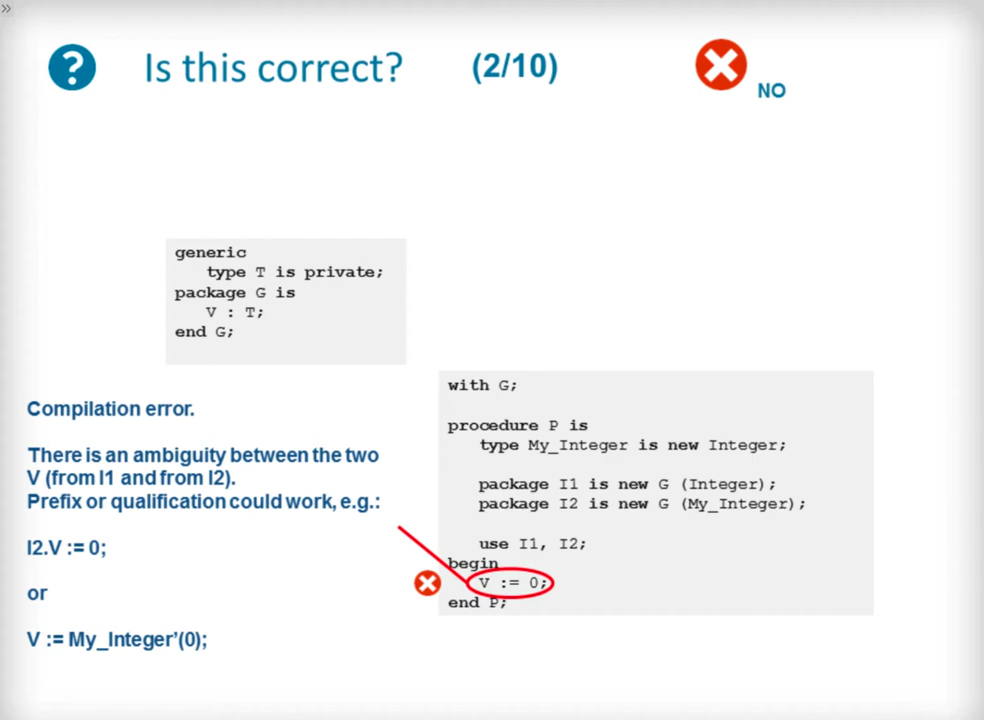 »
?
Is this correct? (2/10)
NO
generic
type T is private;
package G is
V : T;
end G;
Compilation error.
There is an ambiguity between the two
V (from I1 and from I2).
Prefix or qualification could work, e.g.:
I2.V := 0;
or
V := My_Integer’(0);
with G;
procedure P is
type My_Integer is new Integer;
package I1 is new G (Integer);
package I2 is new G (My_Integer);
use I1, I2;
begin
V := 0;
end P;